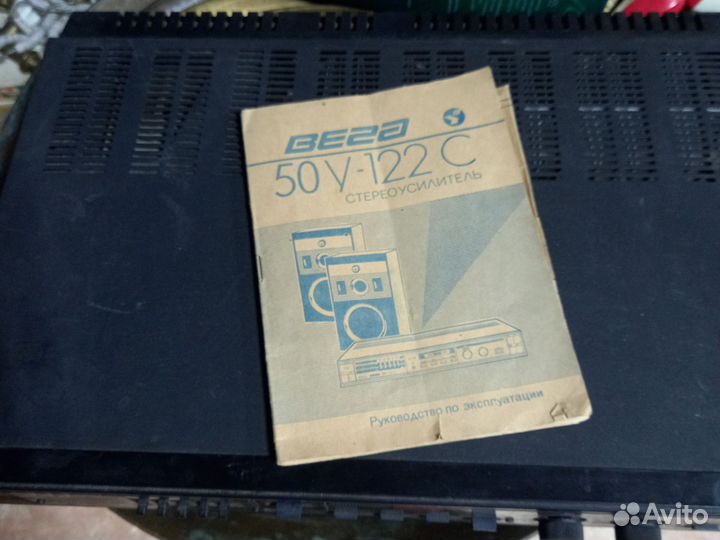 Вега
50У-122С
СТЕРЕОУСИЛИТЕЛЬ
Руководство по эксплуатации
Avito